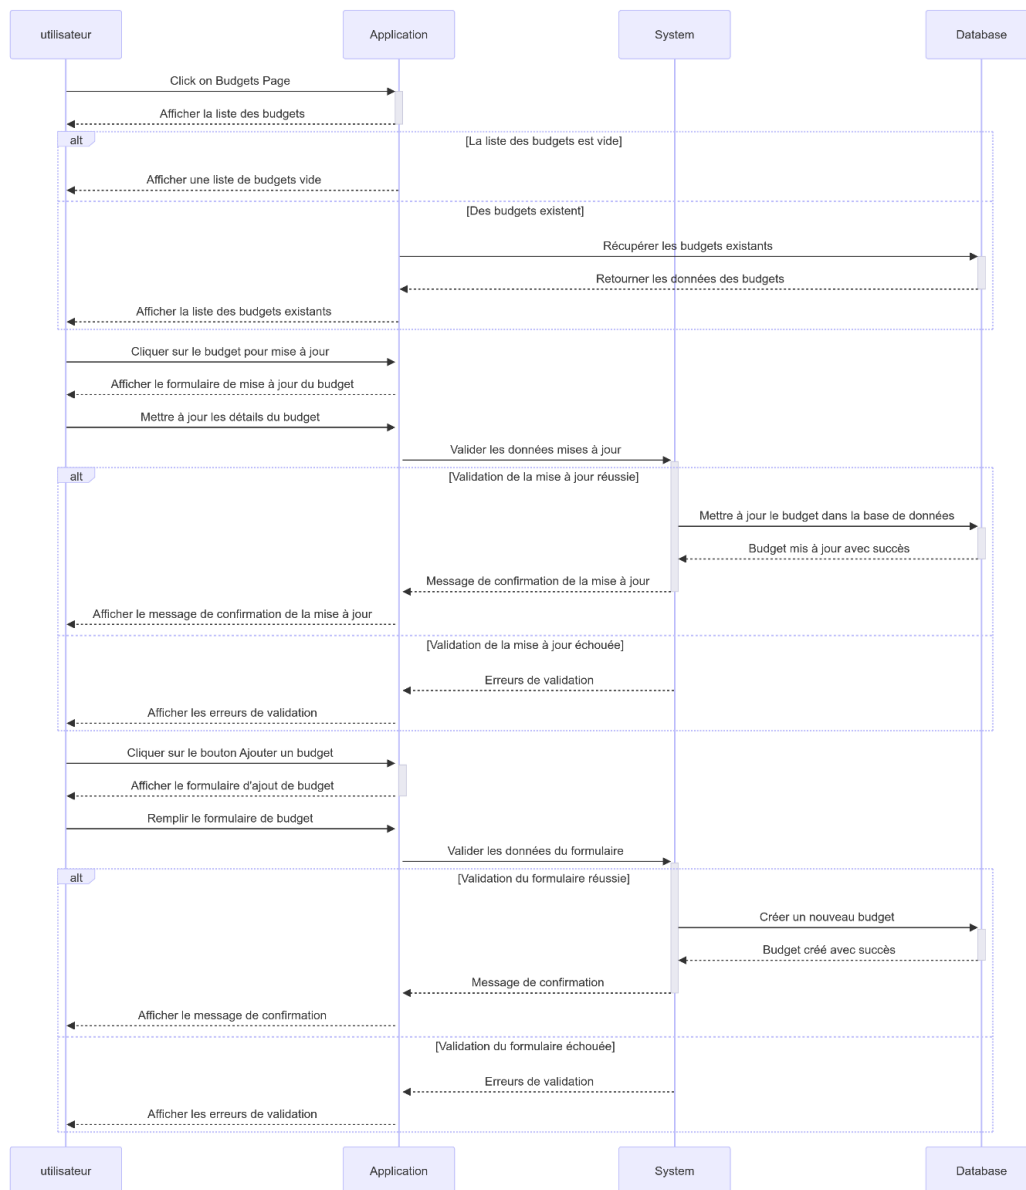 utilisateur
Application
System
Database
Click on Budgets Page
Afficher la liste des budgets
alt
[La liste des budgets est vide]
Afficher une liste de budgets vide
[Des budgets existent]
Récupérer les budgets existants
Retourner les données des budgets
Afficher la liste des budgets existants
Cliquer sur le budget pour mise à jour
Afficher le formulaire de mise à jour du budget
Mettre à jour les détails du budget
Valider les données mises à jour
alt
[Validation de la mise à jour réussie]
Mettre à jour le budget dans la base de données
Budget mis à jour avec succès
Message de confirmation de la mise à jour
Afficher le message de confirmation de la mise à jour
[Validation de la mise à jour échouée]
Erreurs de validation
Afficher les erreurs de validation
Cliquer sur le bouton Ajouter un budget
Afficher le formulaire d'ajout de budget
Remplir le formulaire de budget
Valider les données du formulaire
alt
[Validation du formulaire réussie]
Créer un nouveau budget
Budget créé avec succès
Message de confirmation
Afficher le message de confirmation
[Validation du formulaire échouée]
Erreurs de validation
Afficher les erreurs de validation
utilisateur
Application
System
Database